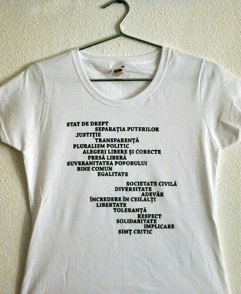 STAT DE DREPT
SEPARAȚIA PUTERILOR
JUSTIȚIE
TRANSPARENȚĂ
PLURALISM POLITIC
ALEGERI LIBERE ȘI CORECTE
PRESĂ LIBERĂ
SUVERANITATEA POPORULUI
BINE COMUN
EGALITATE
SOCIETATE CIVILĂ
DIVERSITATE
ADEVĂR
ÎNCREDERE ÎN CEILALȚI
LIBERTATE
TOLERANȚĂ
RESPECT
SOLIDARITATE
IMPLICARE
SIMȚ CRITIC